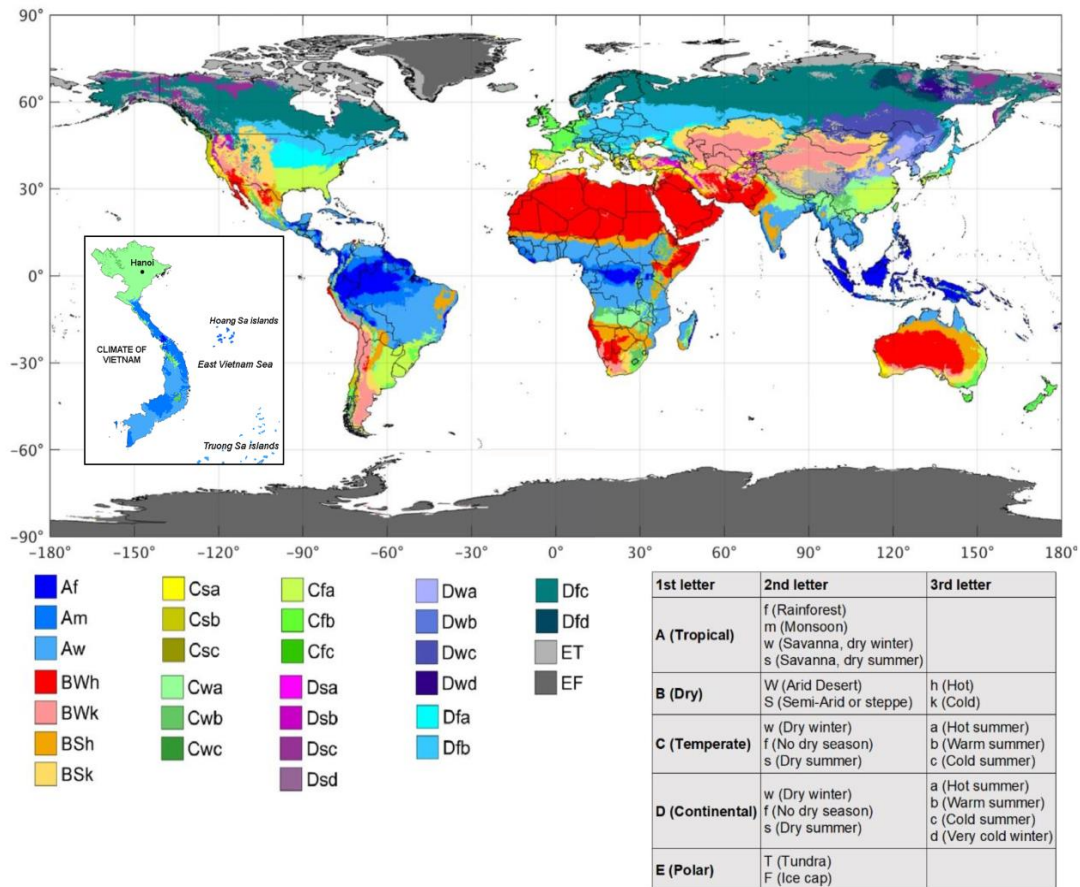 90°
60°
30°
0°
−30°
−60°
−90°
−180° −150° −120° −90° −60° −30° 0° 30° 60° 90° 120° 150° 180°
Hanoi
Hoang Sa islands
CLIMATE OF
VIETNAM
East Vietnam Sea
Truong Sa islands
Af
Am
Aw
BWh
BWk
BSh
BSk
Csa
Csb
Csc
Cwa
Cwb
Cwc
Cfa
Cfb
Cfc
Dsa
Dsb
Dsc
Dsd
Dwa
Dwb
Dwc
Dwd
Dfa
Dfb
Dfc
Dfd
ET
EF
1st letter 2nd letter 3rd letter
A (Tropical)
f (Rainforest)
m (Monsoon)
w (Savanna, dry winter)
s (Savanna, dry summer)
B (Dry)
W (Arid Desert)
S (Semi-Arid or steppe)
h (Hot)
k (Cold)
C (Temperate)
w (Dry winter)
f (No dry season)
s (Dry summer)
a (Hot summer)
b (Warm summer)
c (Cold summer)
D (Continental)
w (Dry winter)
f (No dry season)
s (Dry summer)
a (Hot summer)
b (Warm summer)
c (Cold summer)
d (Very cold winter)
E (Polar)
T (Tundra)
F (Ice cap)